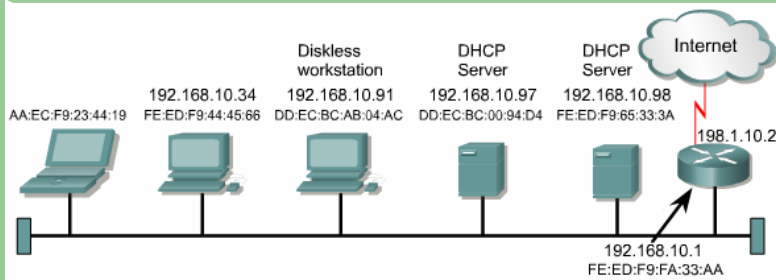 Diskless
workstation
DHCP
Server
DHCP
Server
Internet
AA:EC:F9:23:44:19
192.168.10.34
FE:ED:F9:44:45:66
192.168.10.91
DD:EC:BC:AB:04:AC
192.168.10.97
DD:EC:BC:00:94:D4
192.168.10.98
FE:ED:F9:65:33:3A
198.1.10.2
192.168.10.1
FE:ED:F9:FA:33:AA